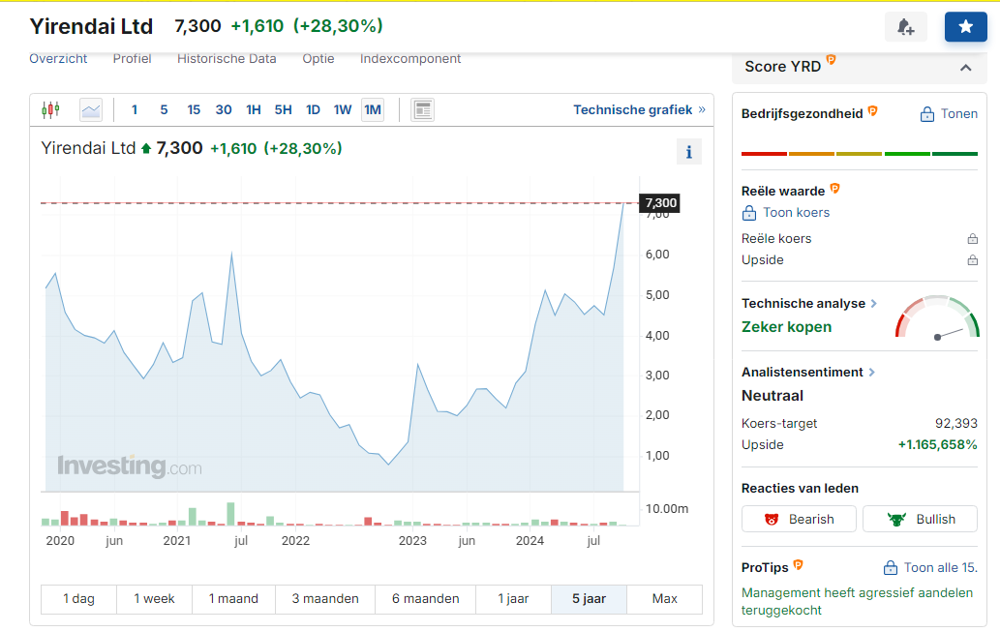 Yirendai Ltd 7,300 +1,610 (+28,30%)
Overzicht Profiel Historische Data Optie Indexcomponent
1 5 15 30 1H 5H 1D 1W 1M
Technische grafiek »
Yirendai Ltd 7,300 +1,610 (+28,30%)
i
7,300
7,00
6,00
5,00
4,00
3,00
2,00
1,00
Investing.com
10.00m
2020 jun 2021 jul 2022 2023 jun 2024 jul
1 dag 1 week 1 maand 3 maanden 6 maanden 1 jaar 5 jaar Max
Score YRD P
Bedrijfsgezondheid P Tonen
Reële waarde P
Toon koers
Reële koers
Upside
Technische analyse
Zeker kopen
Analistensentiment
Neutraal
Koers-target 92,393
Upside +1.165,658%
Reacties van leden
Bearish Bullish
ProTips P Toon alle 15.
Management heeft agressief aandelen
teruggekocht